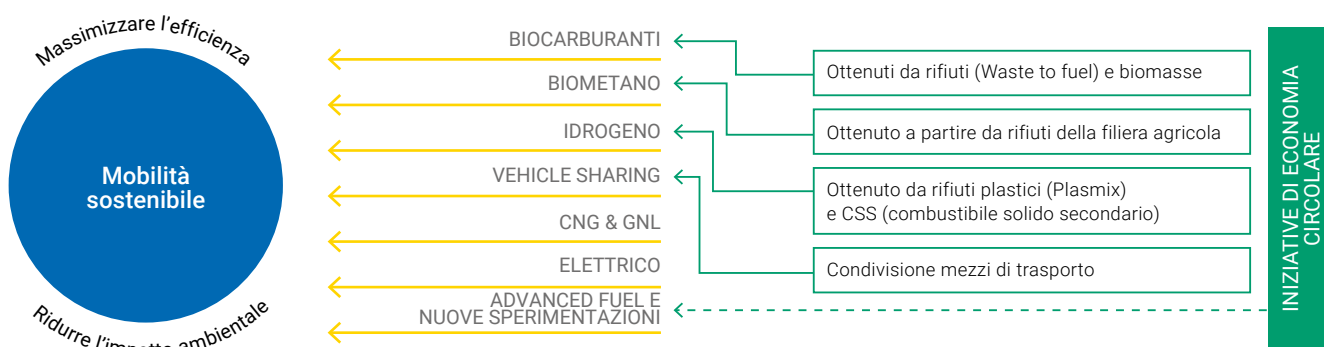 Massimizzare l'efficienza
Mobilità
sostenibile
Ridurre l'impatto ambientale
BIOCARBURANTI
BIOMETANO
IDROGENO
VEHICLE SHARING
CNG & GNL
ELETTRICO
ADVANCED FUEL E
NUOVE SPERIMENTAZIONI
Ottenuti da rifiuti (Waste to fuel) e biomasse
Ottenuto a partire da rifiuti della filiera agricola
Ottenuto da rifiuti plastici (Plasmix)
e CSS (combustibile solido secondario)
Condivisione mezzi di trasporto
INIZIATIVE DI ECONOMIA
CIRCOLARE